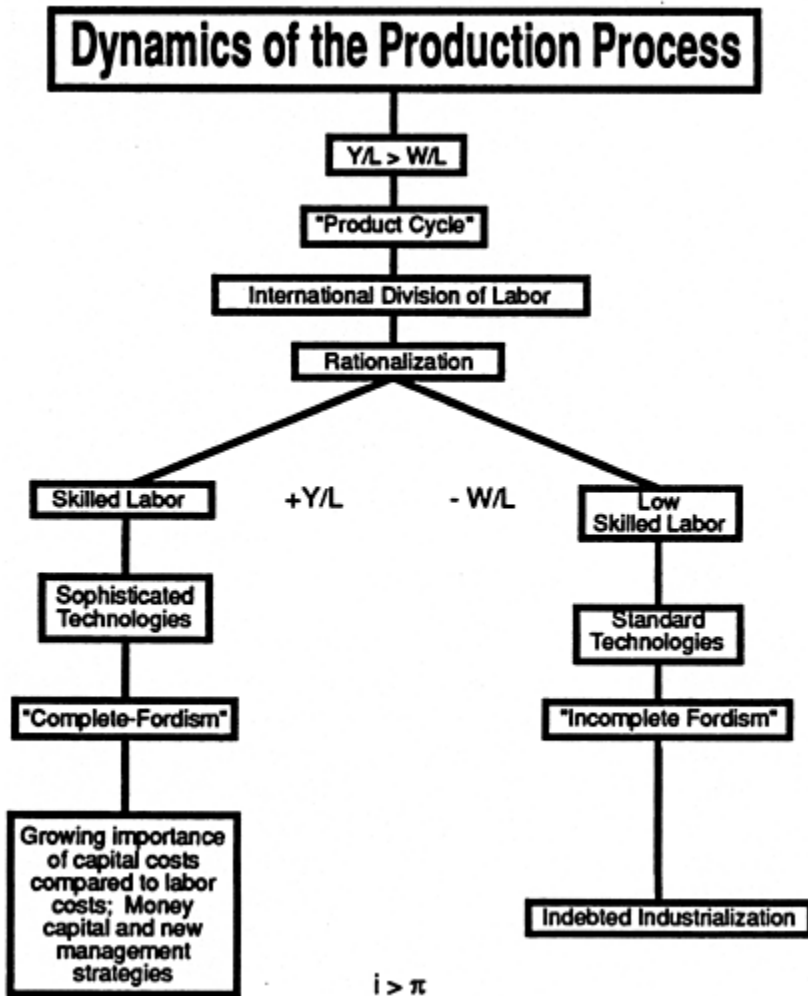 Dynamics of the Production Process
Y/L > W/L
"Product Cycle"
International Division of Labor
Rationalization
Skilled Labor
+Y/L
- W/L
Low
Skilled Labor
Sophisticated
Technologies
Standard
Technologies
"Complete-Fordism"
"Incomplete Fordism"
Growing importance
of capital costs
compared to labor
costs; Money
capital and new
management
strategies
Indebted Industrialization
i > π